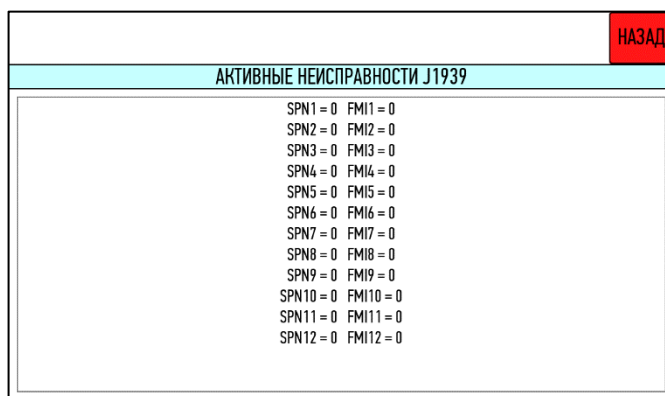 НАЗАД
АКТИВНЫЕ НЕИСПРАВНОСТИ J1939
SPN1 = 0 FMI1 = 0
SPN2 = 0 FMI2 = 0
SPN3 = 0 FMI3 = 0
SPN4 = 0 FMI4 = 0
SPN5 = 0 FMI5 = 0
SPN6 = 0 FMI6 = 0
SPN7 = 0 FMI7 = 0
SPN8 = 0 FMI8 = 0
SPN9 = 0 FMI9 = 0
SPN10 = 0 FMI10 = 0
SPN11 = 0 FMI11 = 0
SPN12 = 0 FMI12 = 0